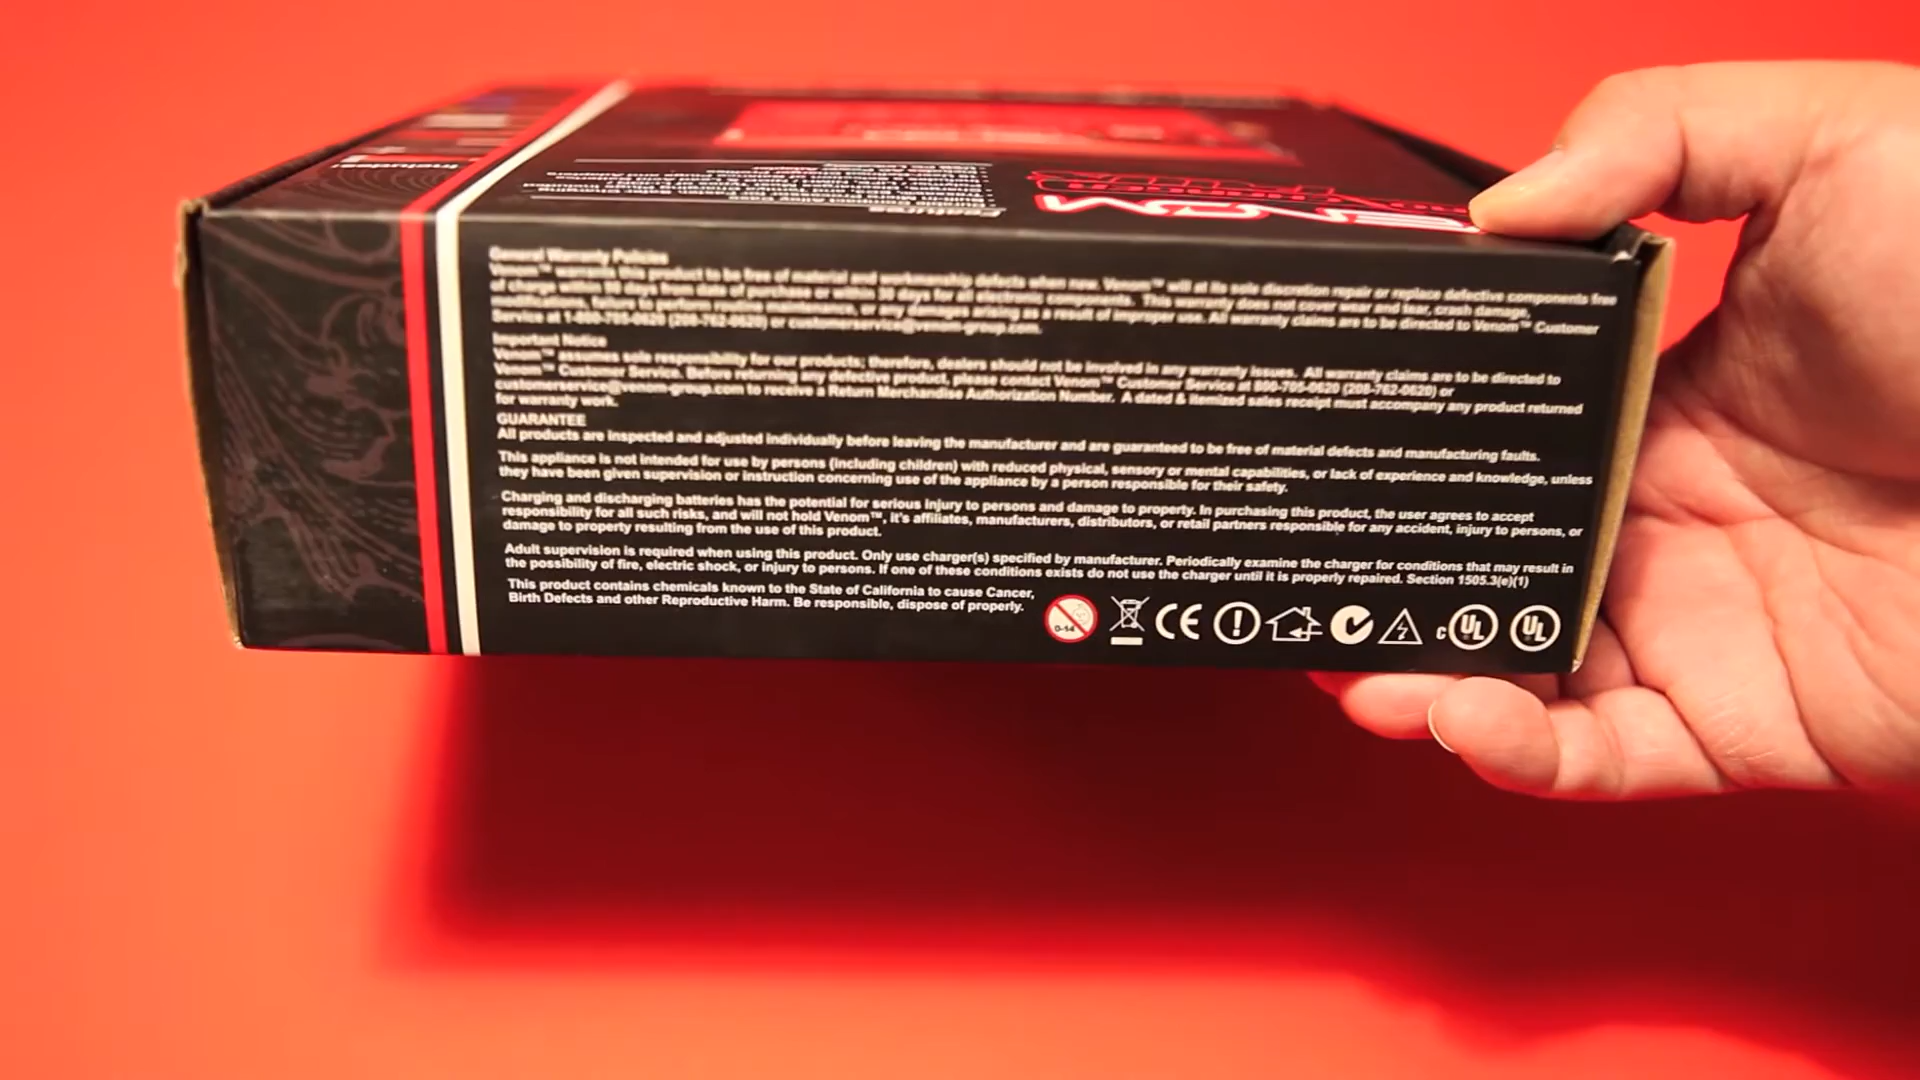 Features
General Warranty Policies
Venom™ warrants this product to be free of material and workmanship defects when new. Venom™ will at its sole discretion repair or replace defective components free
of charge within 90 days from date of purchase or within 30 days for all electronic components. This warranty does not cover wear and tear, crash damage,
modifications, failure to perform routine maintenance, or any damages arising as a result of improper use. All warranty claims are to be directed to Venom™ Customer
Service at 1-800-705-0620 (208-762-0620) or customerservice@venom-group.com.
Important Notice
Venom™ assumes sole responsibility for our products; therefore, dealers should not be involved in any warranty issues. All warranty claims are to be directed to
Venom™ Customer Service. Before returning any defective product, please contact Venom™ Customer Service at 800-705-0620 (208-762-0620) or
customerservice@venom-group.com to receive a Return Merchandise Authorization Number. A dated & itemized sales receipt must accompany any product returned
for warranty work.
GUARANTEE
All products are inspected and adjusted individually before leaving the manufacturer and are guaranteed to be free of material defects and manufacturing faults.
This appliance is not intended for use by persons (including children) with reduced physical, sensory or mental capabilities, or lack of experience and knowledge, unless
they have been given supervision or instruction concerning use of the appliance by a person responsible for their safety.
Charging and discharging batteries has the potential for serious injury to persons and damage to property. In purchasing this product, the user agrees to accept
responsibility for all such risks, and will not hold Venom™, it's affiliates, manufacturers, distributors, or retail partners responsible for any accident, injury to persons, or
damage to property resulting from the use of this product.
Adult supervision is required when using this product. Only use charger(s) specified by manufacturer. Periodically examine the charger for conditions that may result in
the possibility of fire, electric shock, or injury to persons. If one of these conditions exists do not use the charger until it is properly repaired. Section 1505.3(e)(1)
This product contains chemicals known to the State of California to cause Cancer,
Birth Defects and other Reproductive Harm. Be responsible, dispose of properly.
0-14 CE ! c UL UL